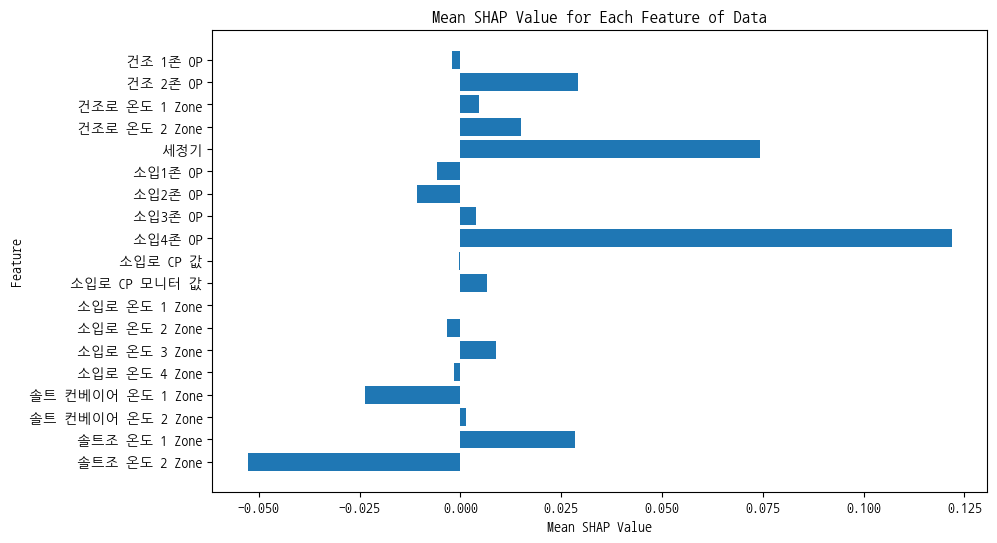 Mean SHAP Value for Each Feature of Data
건조 1존 OP
건조 2존 OP
건조로 온도 1 Zone
건조로 온도 2 Zone
세정기
소입1존 OP
소입2존 OP
소입3존 OP
소입4존 OP
소입로 CP 값
소입로 CP 모니터 값
소입로 온도 1 Zone
소입로 온도 2 Zone
소입로 온도 3 Zone
소입로 온도 4 Zone
솔트 컨베이어 온도 1 Zone
솔트 컨베이어 온도 2 Zone
솔트조 온도 1 Zone
솔트조 온도 2 Zone
Feature
−0.050 −0.025 0.000 0.025 0.050 0.075 0.100 0.125
Mean SHAP Value